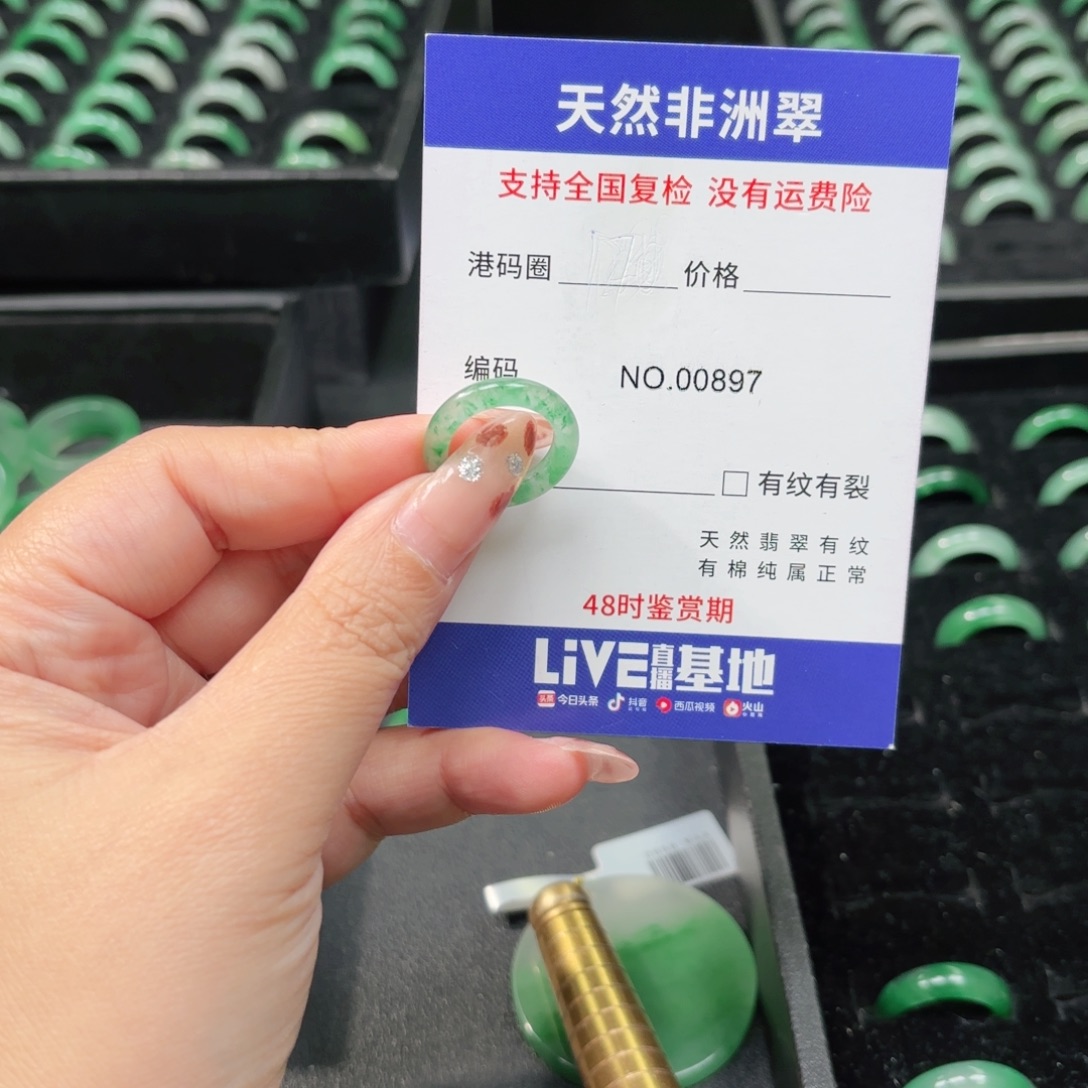 天然非洲翠
支持全国复检 没有运费险
港码圈 价格
编码 NO.00897
□ 有纹有裂
天然翡翠有纹
有棉纯属正常
48时鉴赏期
LiVE直播基地
头条 今日头条 抖音 西瓜视频 火山